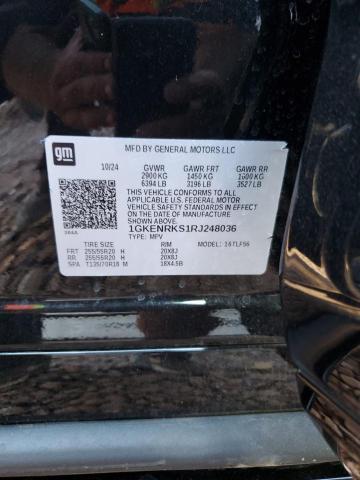 gm
MFD BY GENERAL MOTORS LLC
10/24 GVWR GAWR FRT GAWR RR
2900 KG 1450 KG 1600 KG
6394 LB 3196 LB 3527 LB
THIS VEHICLE CONFORMS TO ALL
APPLICABLE U.S. FEDERAL MOTOR
VEHICLE SAFETY STANDARDS IN EFFECT ON
THE DATE OF MANUFACTURE SHOWN ABOVE.
1GKENRKS1RJ248036
TYPE: MPV MODEL: 1STLF56
TIRE SIZE RIM
FRT 255/55R20 H 20X8J
RR 255/55R20 H 20X8J
SPA T135/70R18 M 18X4.5B